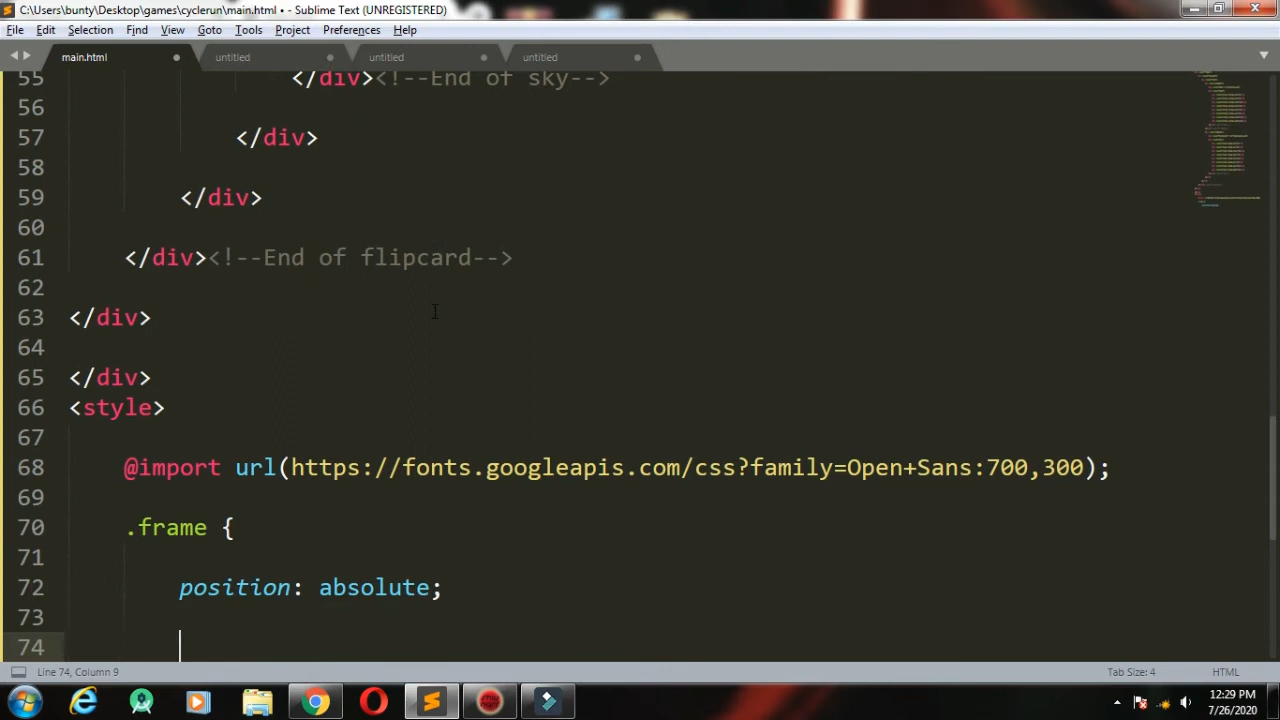 C:\Users\bunty\Desktop\games\cyclerun\main.html • - Sublime Text (UNREGISTERED)
File Edit Selection Find View Goto Tools Project Preferences Help
main.html untitled untitled untitled
55 </div><!--End of sky-->
56
57 </div>
58
59 </div>
60
61 </div><!--End of flipcard-->
62
63 </div>
64
65 </div>
66 <style>
67
68 @import url(https://fonts.googleapis.com/css?family=Open+Sans:700,300);
69
70 .frame {
71
72 position: absolute;
73
74
Line 74, Column 9 Tab Size: 4 HTML
12:29 PM
7/26/2020